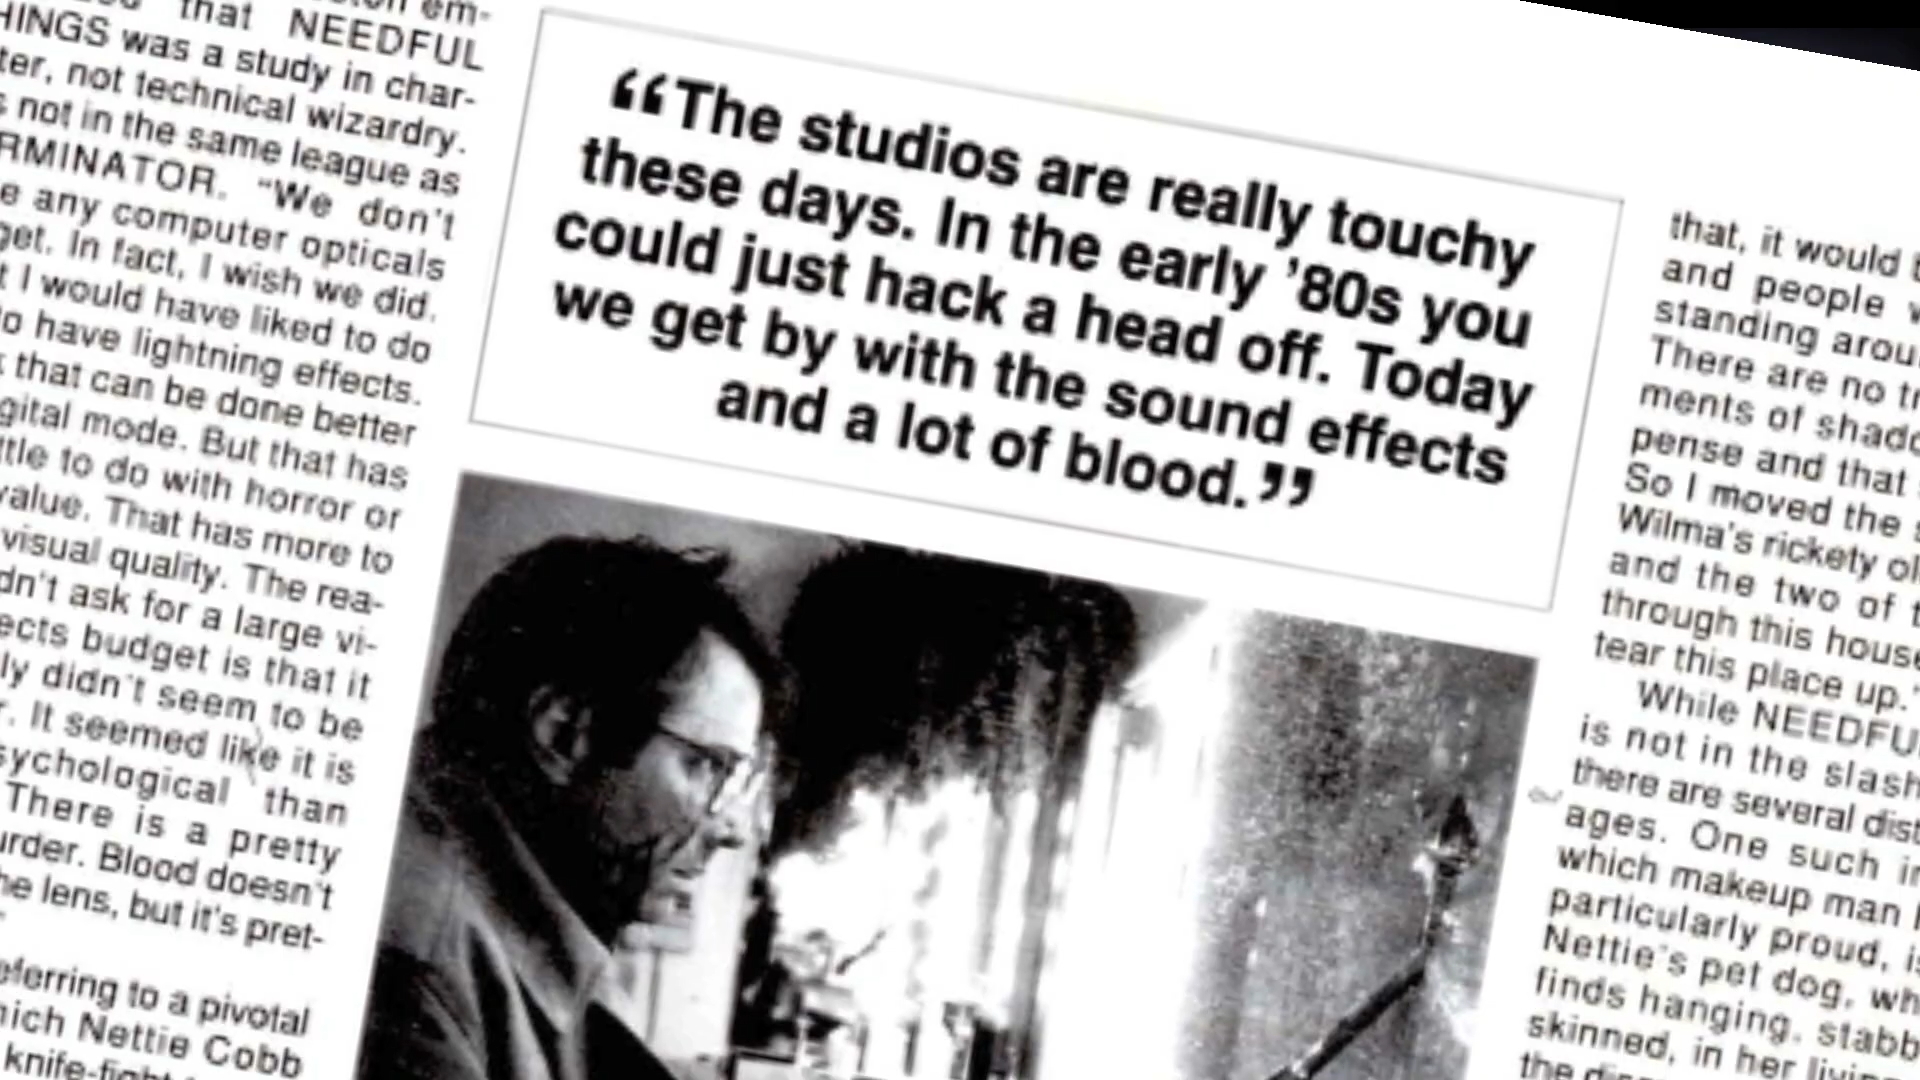 that NEEDFUL
THINGS was a study in char-
ter, not technical wizardry.
not in the same league as
RMINATOR. "We don't
e any computer opticals
get. In fact, I wish we did.
t I would have liked to do
o have lightning effects.
that can be done better
gital mode. But that has
ttle to do with horror or
value. That has more to
visual quality. The rea-
dn't ask for a large vi-
ects budget is that it
ly didn't seem to be
r. It seemed like it is
sychological than
There is a pretty
urder. Blood doesn't
he lens, but it's pret-
eferring to a pivotal
hich Nettie Cobb
knife-fight
“The studios are really touchy
these days. In the early ’80s you
could just hack a head off. Today
we get by with the sound effects
and a lot of blood.”
that, it would
and people
standing arou
There are no tr
ments of shado
pense and that
So I moved the
Wilma's rickety ol
and the two of
through this house
tear this place up.
While NEEDFU
is not in the slash
there are several dist
ages. One such in
which makeup man
particularly proud, is
Nettie's pet dog, wh
finds hanging, stabb
skinned, in her livin
the